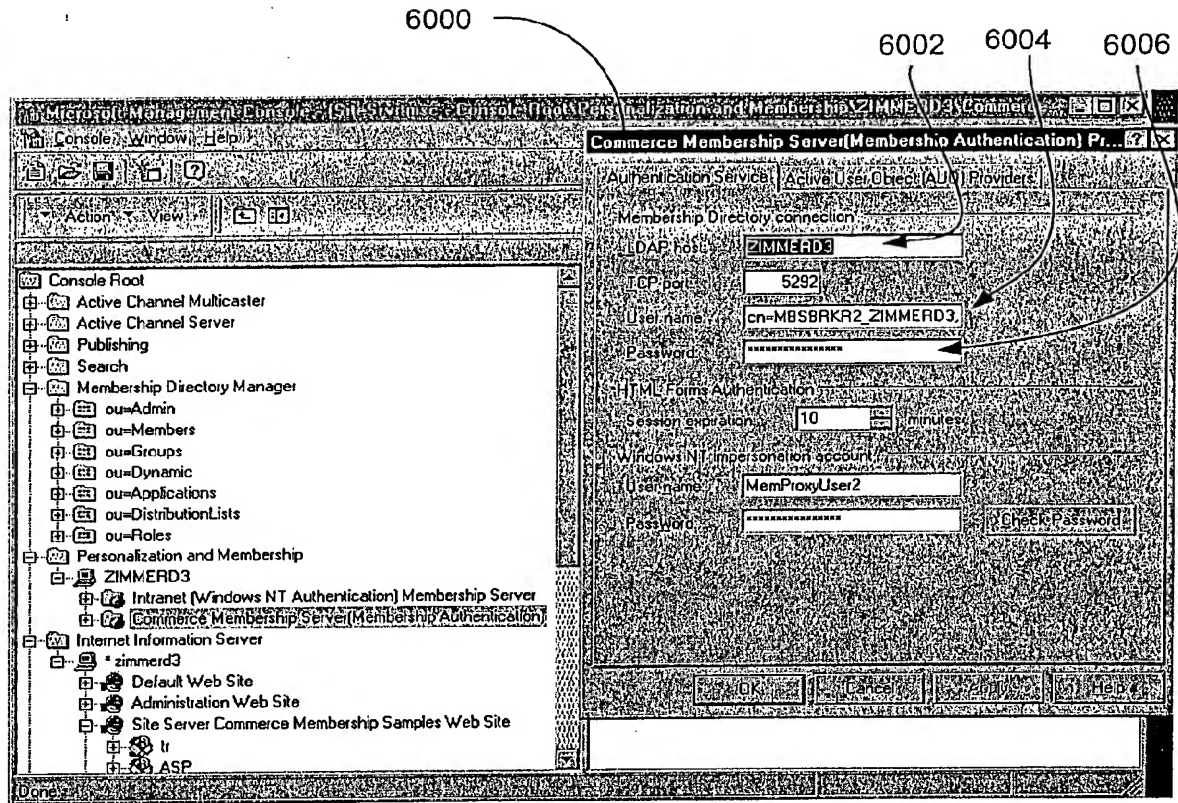 6000
6002 6004 6006
Microsoft Management Console
Console Window Help
Action View
Console Root
Active Channel Multicaster
Active Channel Server
Publishing
Search
Membership Directory Manager
ou=Admin
ou=Members
ou=Groups
ou=Dynamic
ou=Applications
ou=DistributionLists
ou=Roles
Personalization and Membership
ZIMMERD3
Intranet (Windows NT Authentication) Membership Server
Commerce Membership Server(Membership Authentication)
Internet Information Server
* zimmerd3
Default Web Site
Administration Web Site
Site Server Commerce Membership Samples Web Site
tr
ASP
Done
Commerce Membership Server(Membership Authentication) Pr...
Authentication Service Active User Object (AUO) Providers
Membership Directory connection
LDAP host: ZIMMERD3
TCP port: 5292
User name: cn=MBSBRKR2_ZIMMERD3,
Password: ****************
HTML Forms Authentication
Session expiration: 10 minutes
Windows NT Impersonation account
User name: MemProxyUser2
Password: **************** Check Password
OK Cancel Apply Help